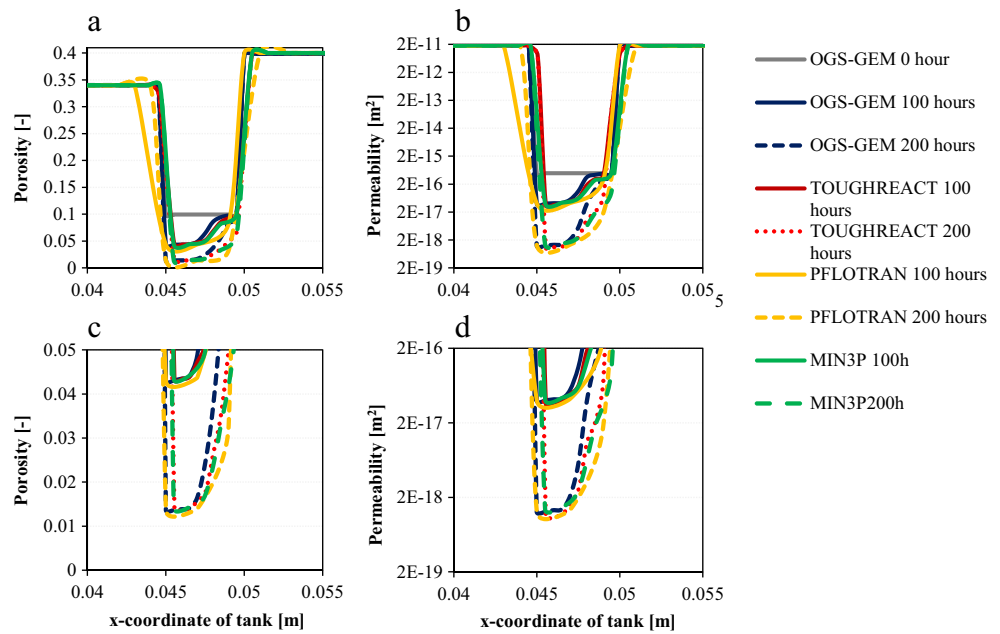 a
0.4
0.35
0.3
0.25
0.2
0.15
0.1
0.05
0
Porosity [-]
0.04 0.045 0.05 0.055
b
2E-11
2E-12
2E-13
2E-14
2E-15
2E-16
2E-17
2E-18
2E-19
Permeability [m²]
0.04 0.045 0.05 0.05
5
c
0.05
0.04
0.03
0.02
0.01
0
Porosity [-]
0.04 0.045 0.05 0.055
x-coordinate of tank [m]
d
2E-16
2E-17
2E-18
2E-19
Permeability [m²]
0.04 0.045 0.05 0.055
x-coordinate of tank [m]
OGS-GEM 0 hour
OGS-GEM 100 hours
OGS-GEM 200 hours
TOUGHREACT 100
hours
TOUGHREACT 200
hours
PFLOTRAN 100 hours
PFLOTRAN 200 hours
MIN3P 100h
MIN3P200h